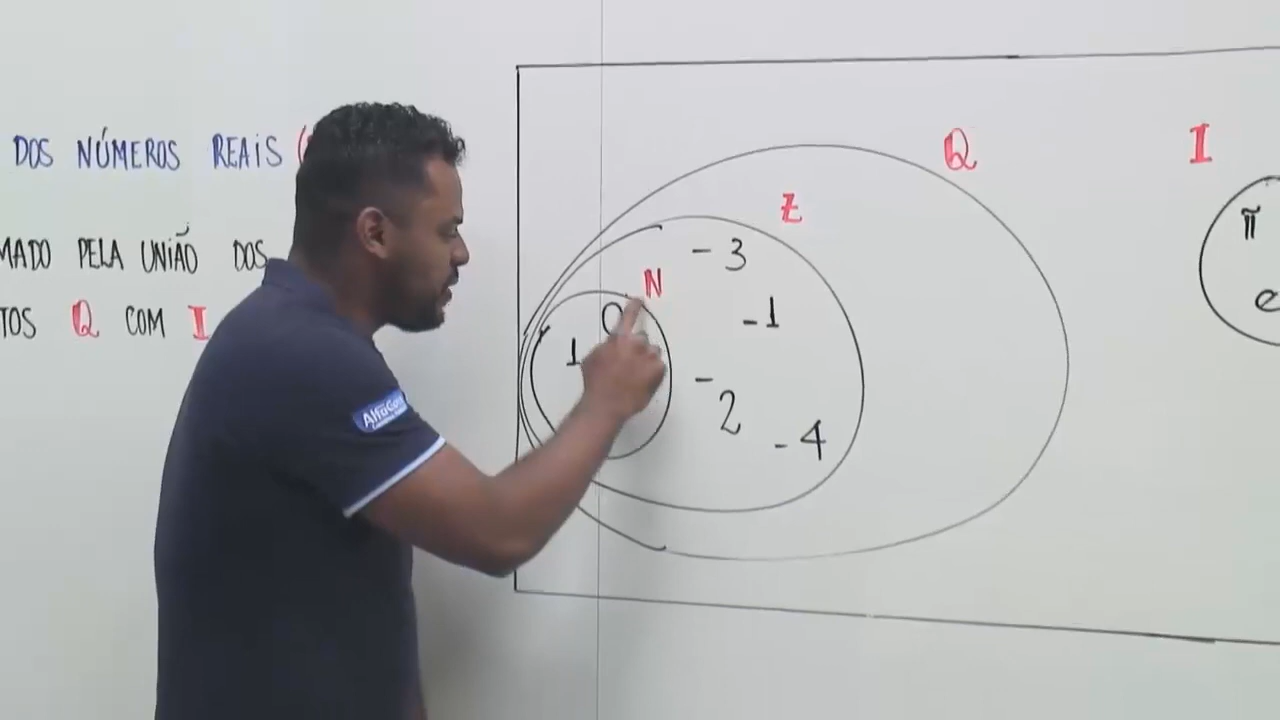 DOS NÚMEROS REAIS (
MADO PELA UNIÃO DOS
TOS Q COM I
Q
I
Z
N
π
e
-3
-1
0
1
-2
-4